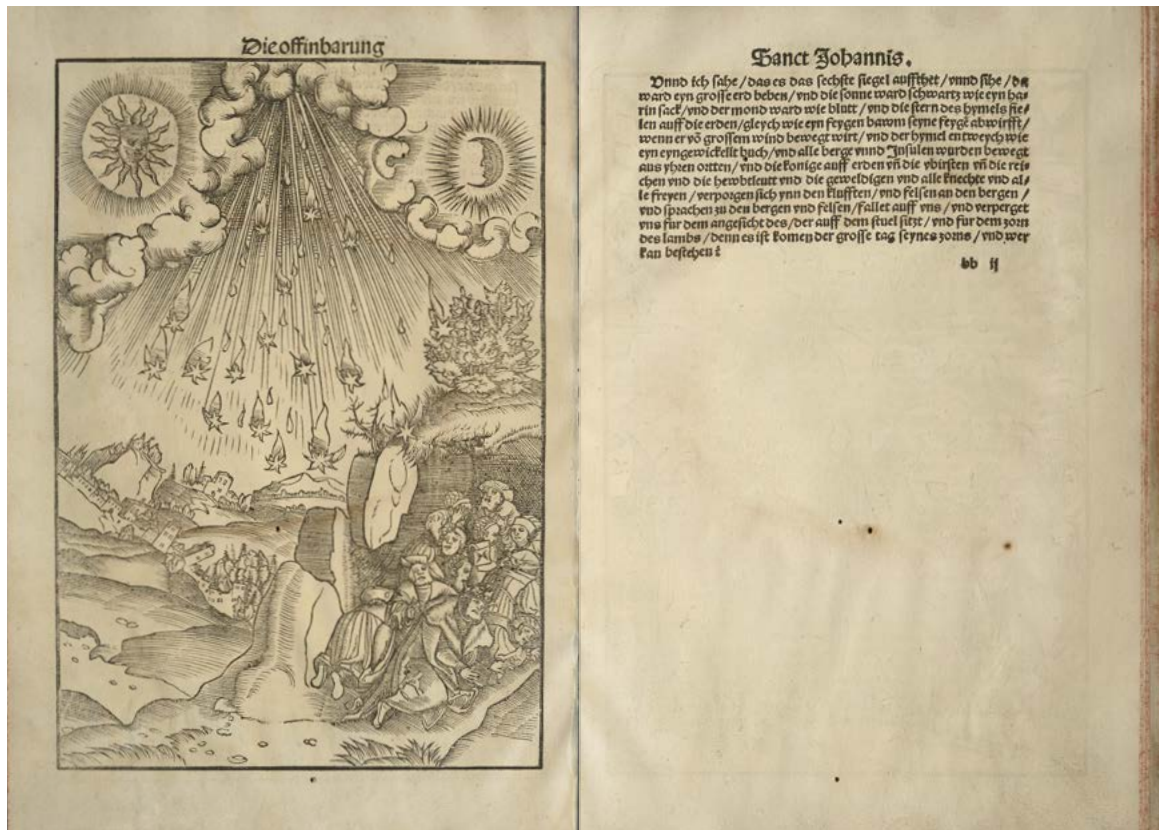 Die offinbarung
Sanct Johannis.
Vnnd ich sahe/das es das sechste siegel auffthet/vnnd sihe/da
ward eyn grosse erd beben/vnd die sonne ward schwartz wie eyn ha-
rin sack/vnd der mond ward wie blutt/vnd die stern des hymels fie-
len auff die erden/gleych wie eyn feygen bawm seyne feygē abwirfft/
wenn er vō grossem wind bewegt wirt/vnd der hymel entweych wie
eyn eyngewickellt buch/vnd alle berge vnnd Insulen wurden bewegt
aus yhren ortten/vnd die konige auff erden vn̄ die vbirsten vn̄ die rei-
chen vnd die hewbtleutt vnd die geweldigen vnd alle knechte vnd al-
le freyen/verporgen sich ynn den klufften/vnd felsen an den bergen/
vnd sprachen zu den bergen vnd felsen/fallet auff vns/vnd verperget
vns fur dem angesicht des/der auff dem stuel sitzt/vnd fur dem zorn
des lambs/denn es ist komen der grosse tag seynes zorns/vnd wer
kan bestehen?
bb ij